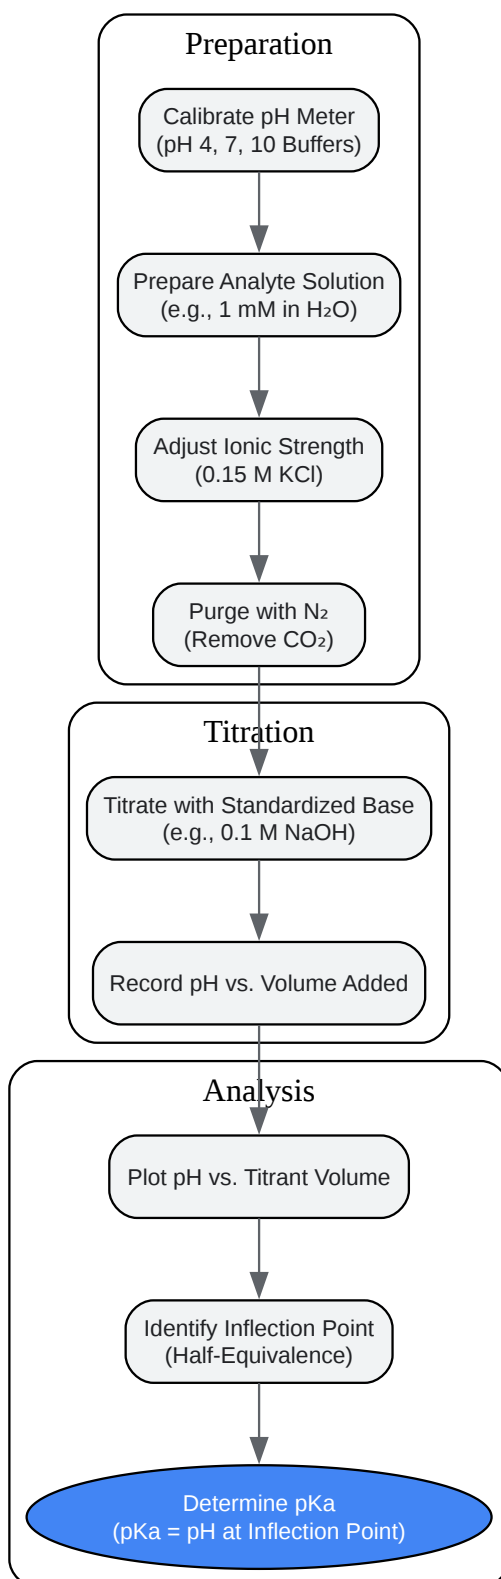 Preparation
Calibrate pH Meter
(pH 4, 7, 10 Buffers)
Prepare Analyte Solution
(e.g., 1 mM in H₂O)
Adjust Ionic Strength
(0.15 M KCl)
Purge with N₂
(Remove CO₂)
Titration
Titrate with Standardized Base
(e.g., 0.1 M NaOH)
Record pH vs. Volume Added
Analysis
Plot pH vs. Titrant Volume
Identify Inflection Point
(Half-Equivalence)
Determine pKa
(pKa = pH at Inflection Point)